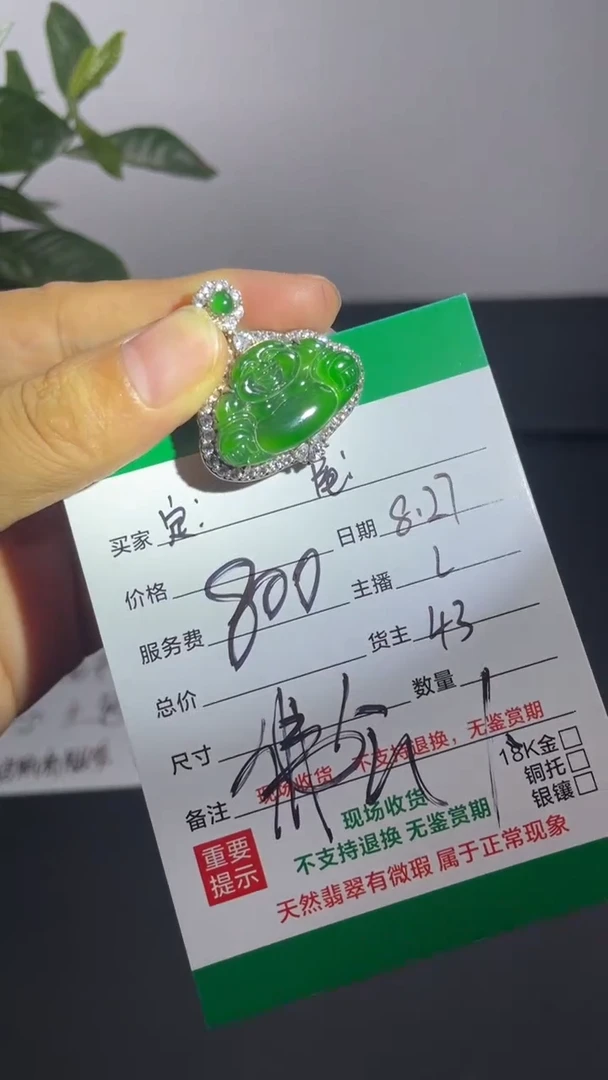 买家 定:
日期 8.27
价格 800
主播 L
服务费
货主 43
总价
数量 1
尺寸
现场收货 不支持退换,无鉴赏期
18K金□
铜托□
银镶□
备注
现场收货
不支持退换 无鉴赏期
重要
提示
天然翡翠有微瑕 属于正常现象